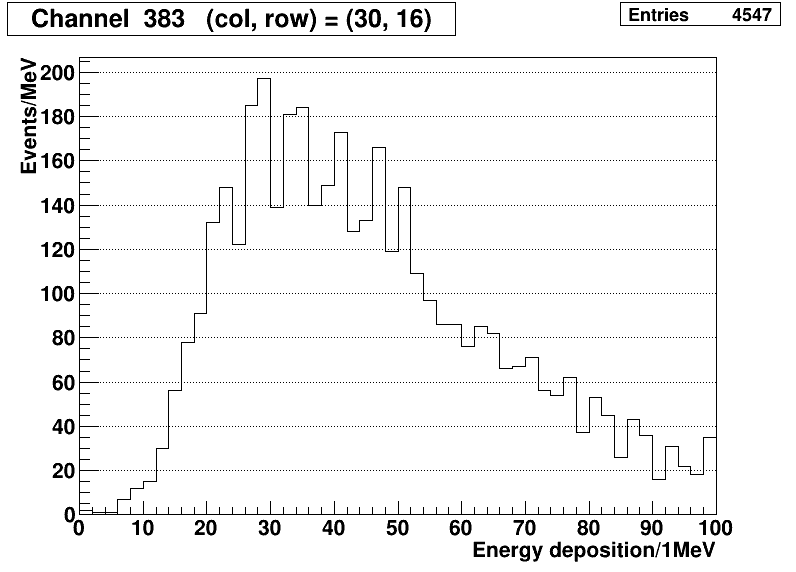 Channel 383 (col, row) = (30, 16)
Entries 4547
Events/MeV
200
180
160
140
120
100
80
60
40
20
0
0 10 20 30 40 50 60 70 80 90 100
Energy deposition/1MeV